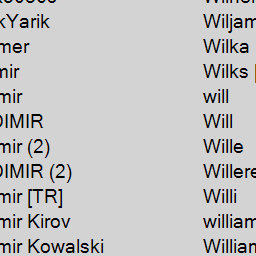 kYarik Wiljam
mer Wilka
mir Wilks
mir will
DIMIR Will
mir (2) Wille
DIMIR (2) Willere
mir [TR] Willi
mir Kirov william
mir Kowalski William